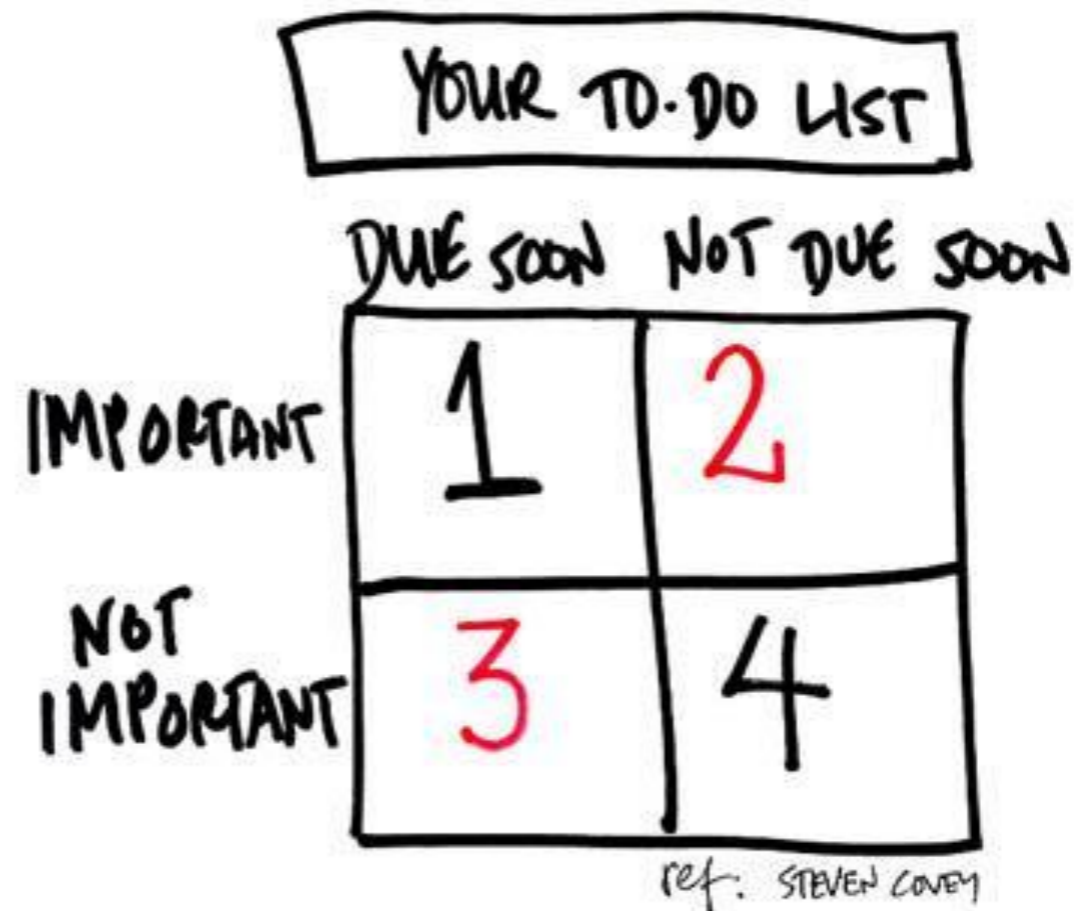 YOUR TO-DO LIST
DUE SOON NOT DUE SOON
IMPORTANT 1 2
NOT
IMPORTANT 3 4
ref: STEVEN COVEY